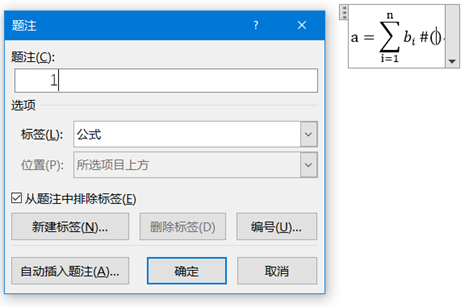 题注
?
题注(C):
1
选项
标签(L): 公式
位置(P): 所选项目上方
从题注中排除标签(E)
新建标签(N)... 删除标签(D) 编号(U)...
自动插入题注(A)... 确定 取消
n
a = ∑ bᵢ #()
i=1